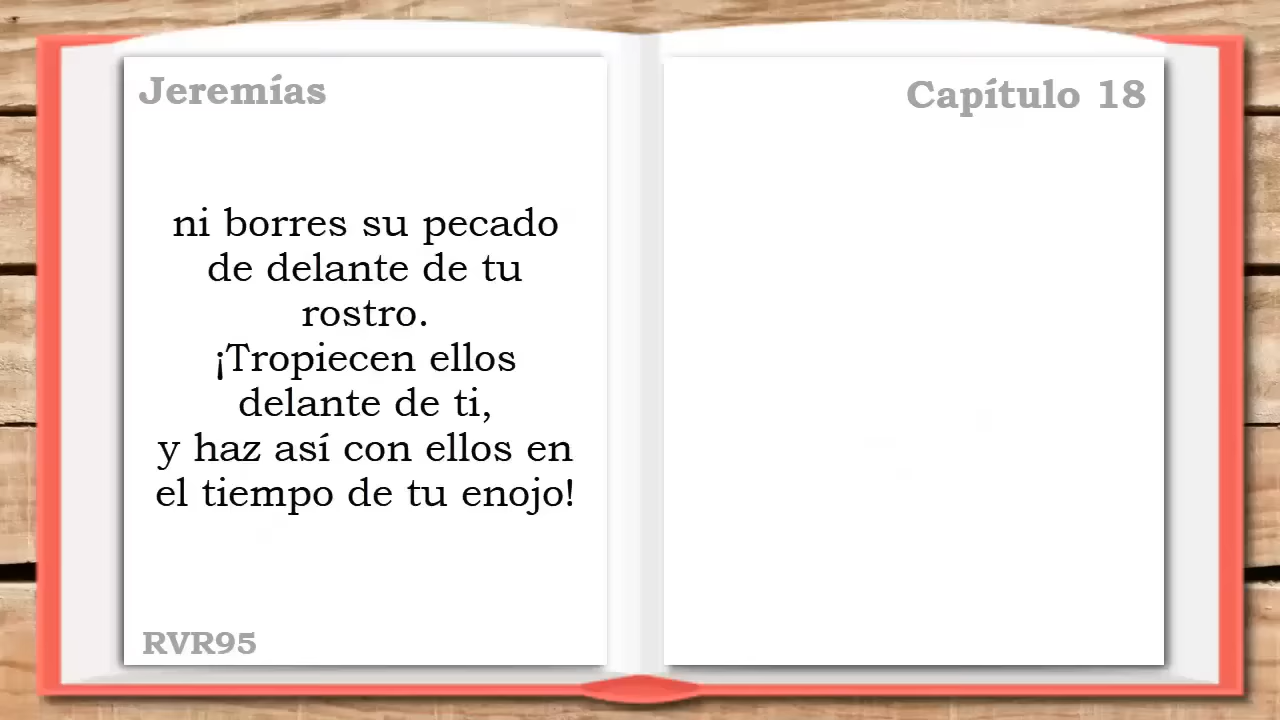 Jeremías
Capítulo 18
ni borres su pecado
de delante de tu
rostro.
¡Tropiecen ellos
delante de ti,
y haz así con ellos en
el tiempo de tu enojo!
RVR95